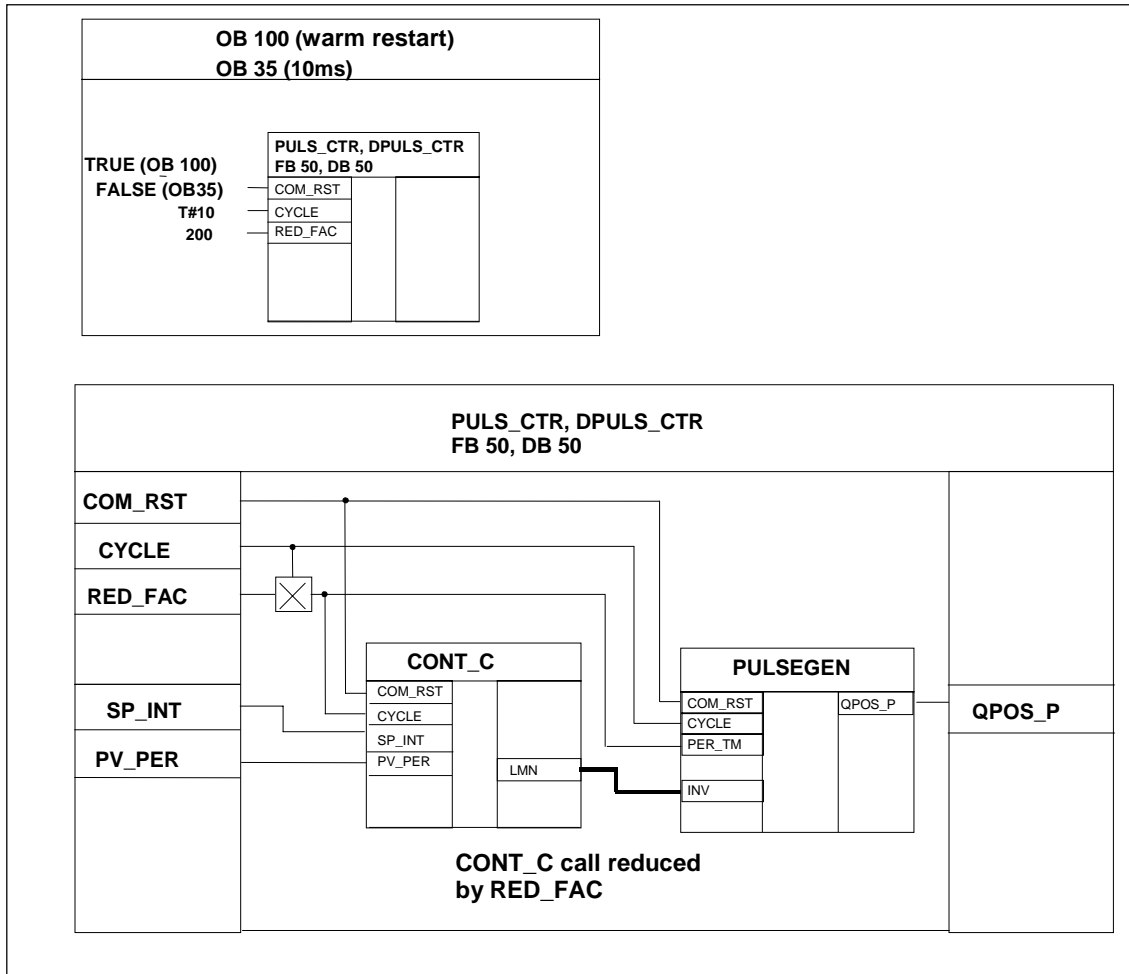 OB 100 (warm restart)
OB 35 (10ms)
PULS_CTR, DPULS_CTR
FB 50, DB 50
TRUE (OB 100)
FALSE (OB35)
COM_RST
T#10
CYCLE
200
RED_FAC
PULS_CTR, DPULS_CTR
FB 50, DB 50
COM_RST
CYCLE
RED_FAC
CONT_C
PULSEGEN
COM_RST
CYCLE
SP_INT
PV_PER
LMN
COM_RST
CYCLE
PER_TM
INV
QPOS_P
SP_INT
PV_PER
QPOS_P
CONT_C call reduced
by RED_FAC